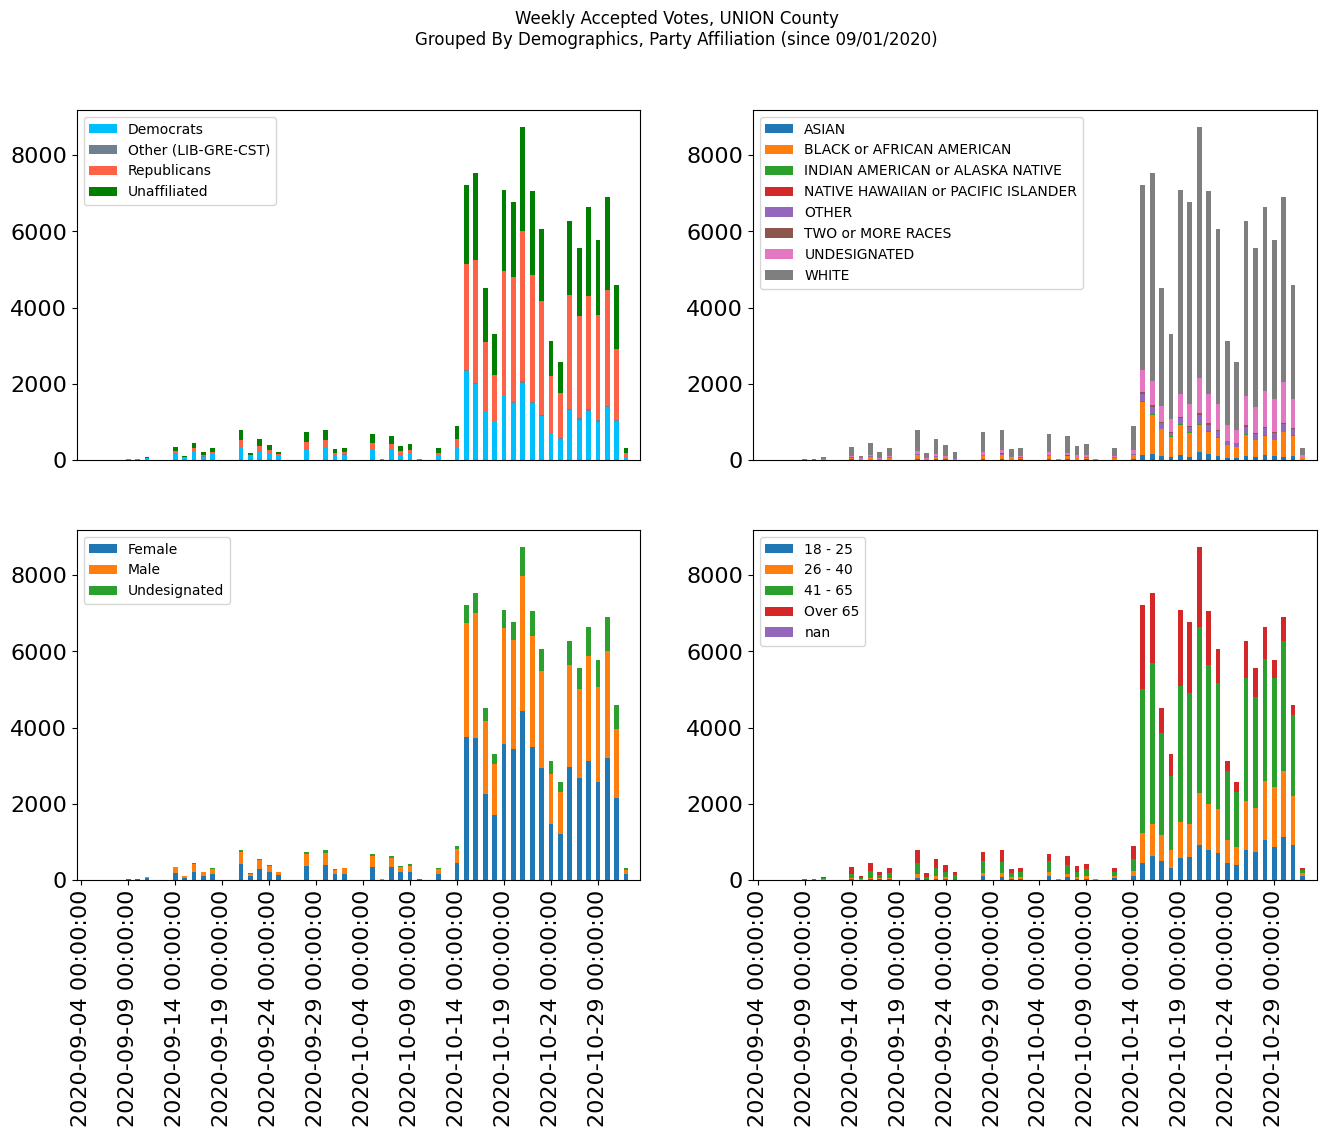 Weekly Accepted Votes, UNION County
Grouped By Demographics, Party Affiliation (since 09/01/2020)
Democrats
Other (LIB-GRE-CST)
Republicans
Unaffiliated
8000
6000
4000
2000
0
ASIAN
BLACK or AFRICAN AMERICAN
INDIAN AMERICAN or ALASKA NATIVE
NATIVE HAWAIIAN or PACIFIC ISLANDER
OTHER
TWO or MORE RACES
UNDESIGNATED
WHITE
8000
6000
4000
2000
0
Female
Male
Undesignated
8000
6000
4000
2000
0
2020-09-04 00:00:00
2020-09-09 00:00:00
2020-09-14 00:00:00
2020-09-19 00:00:00
2020-09-24 00:00:00
2020-09-29 00:00:00
2020-10-04 00:00:00
2020-10-09 00:00:00
2020-10-14 00:00:00
2020-10-19 00:00:00
2020-10-24 00:00:00
2020-10-29 00:00:00
18 - 25
26 - 40
41 - 65
Over 65
nan
8000
6000
4000
2000
0
2020-09-04 00:00:00
2020-09-09 00:00:00
2020-09-14 00:00:00
2020-09-19 00:00:00
2020-09-24 00:00:00
2020-09-29 00:00:00
2020-10-04 00:00:00
2020-10-09 00:00:00
2020-10-14 00:00:00
2020-10-19 00:00:00
2020-10-24 00:00:00
2020-10-29 00:00:00